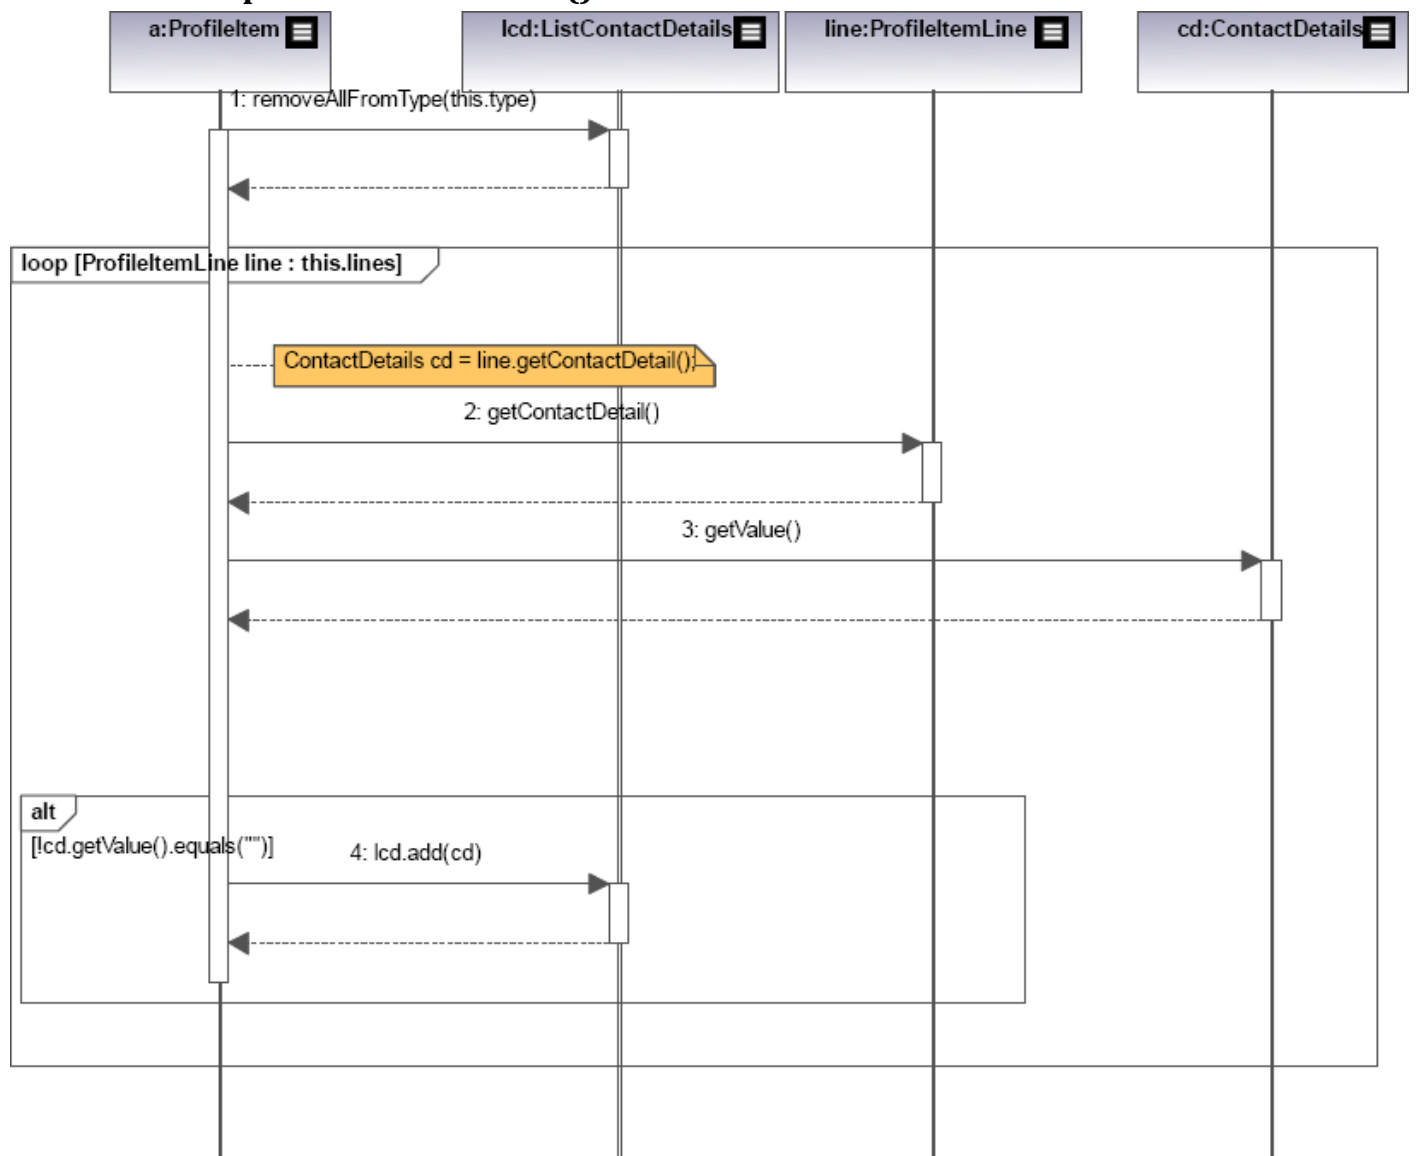 a:ProfileItem
lcd:ListContactDetails
line:ProfileItemLine
cd:ContactDetails
1: removeAllFromType(this.type)
loop [ProfileItemLine line : this.lines]
ContactDetails cd = line.getContactDetail();
2: getContactDetail()
3: getValue()
alt
[!cd.getValue().equals("")]
4: lcd.add(cd)